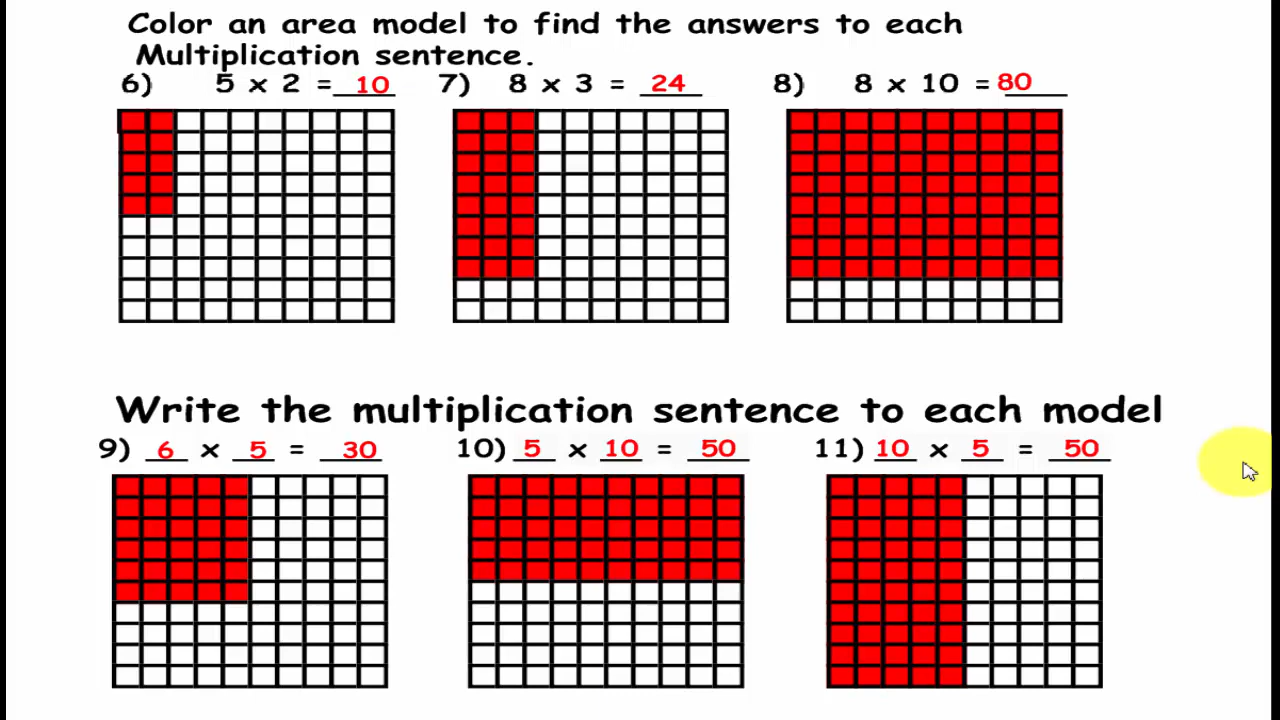 Color an area model to find the answers to each
Multiplication sentence.
6) 5 x 2 = 10 7) 8 x 3 = 24 8) 8 x 10 = 80
Write the multiplication sentence to each model
9) 6 x 5 = 30 10) 5 x 10 = 50 11) 10 x 5 = 50